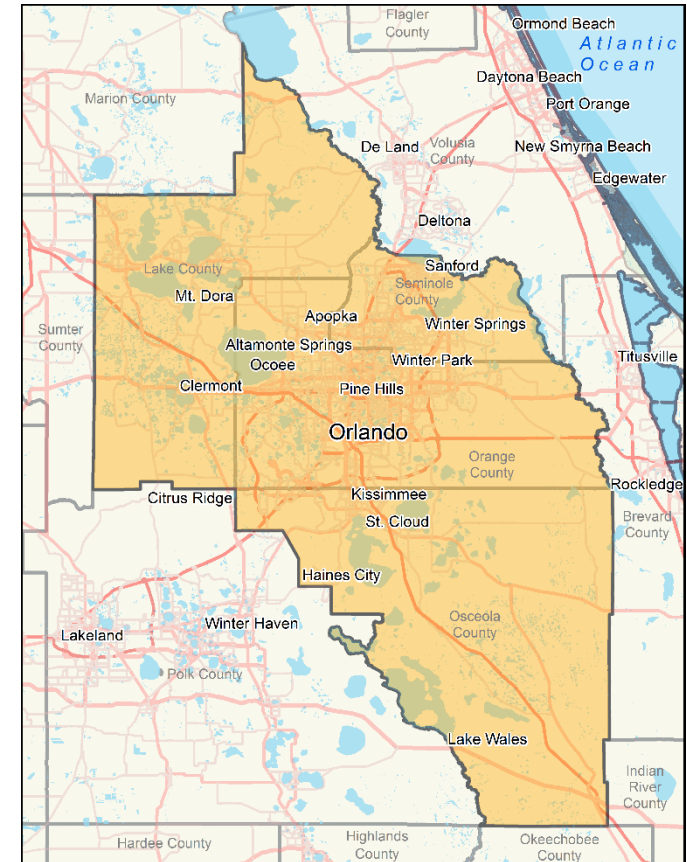 Flagler
County
Ormond Beach
Atlantic
Ocean
Daytona Beach
Marion County
Port Orange
De Land
Volusia
County
New Smyrna Beach
Edgewater
Deltona
Lake County
Sanford
Seminole
County
Mt. Dora
Apopka
Winter Springs
Sumter
County
Altamonte Springs
Ocoee
Winter Park
Titusville
Clermont
Pine Hills
Orlando
Orange
County
Citrus Ridge
Kissimmee
Rockledge
St. Cloud
Brevard
County
Haines City
Osceola
County
Lakeland
Winter Haven
Polk County
Lake Wales
Indian
River
County
Hardee County
Highlands
County
Okeechobee
County